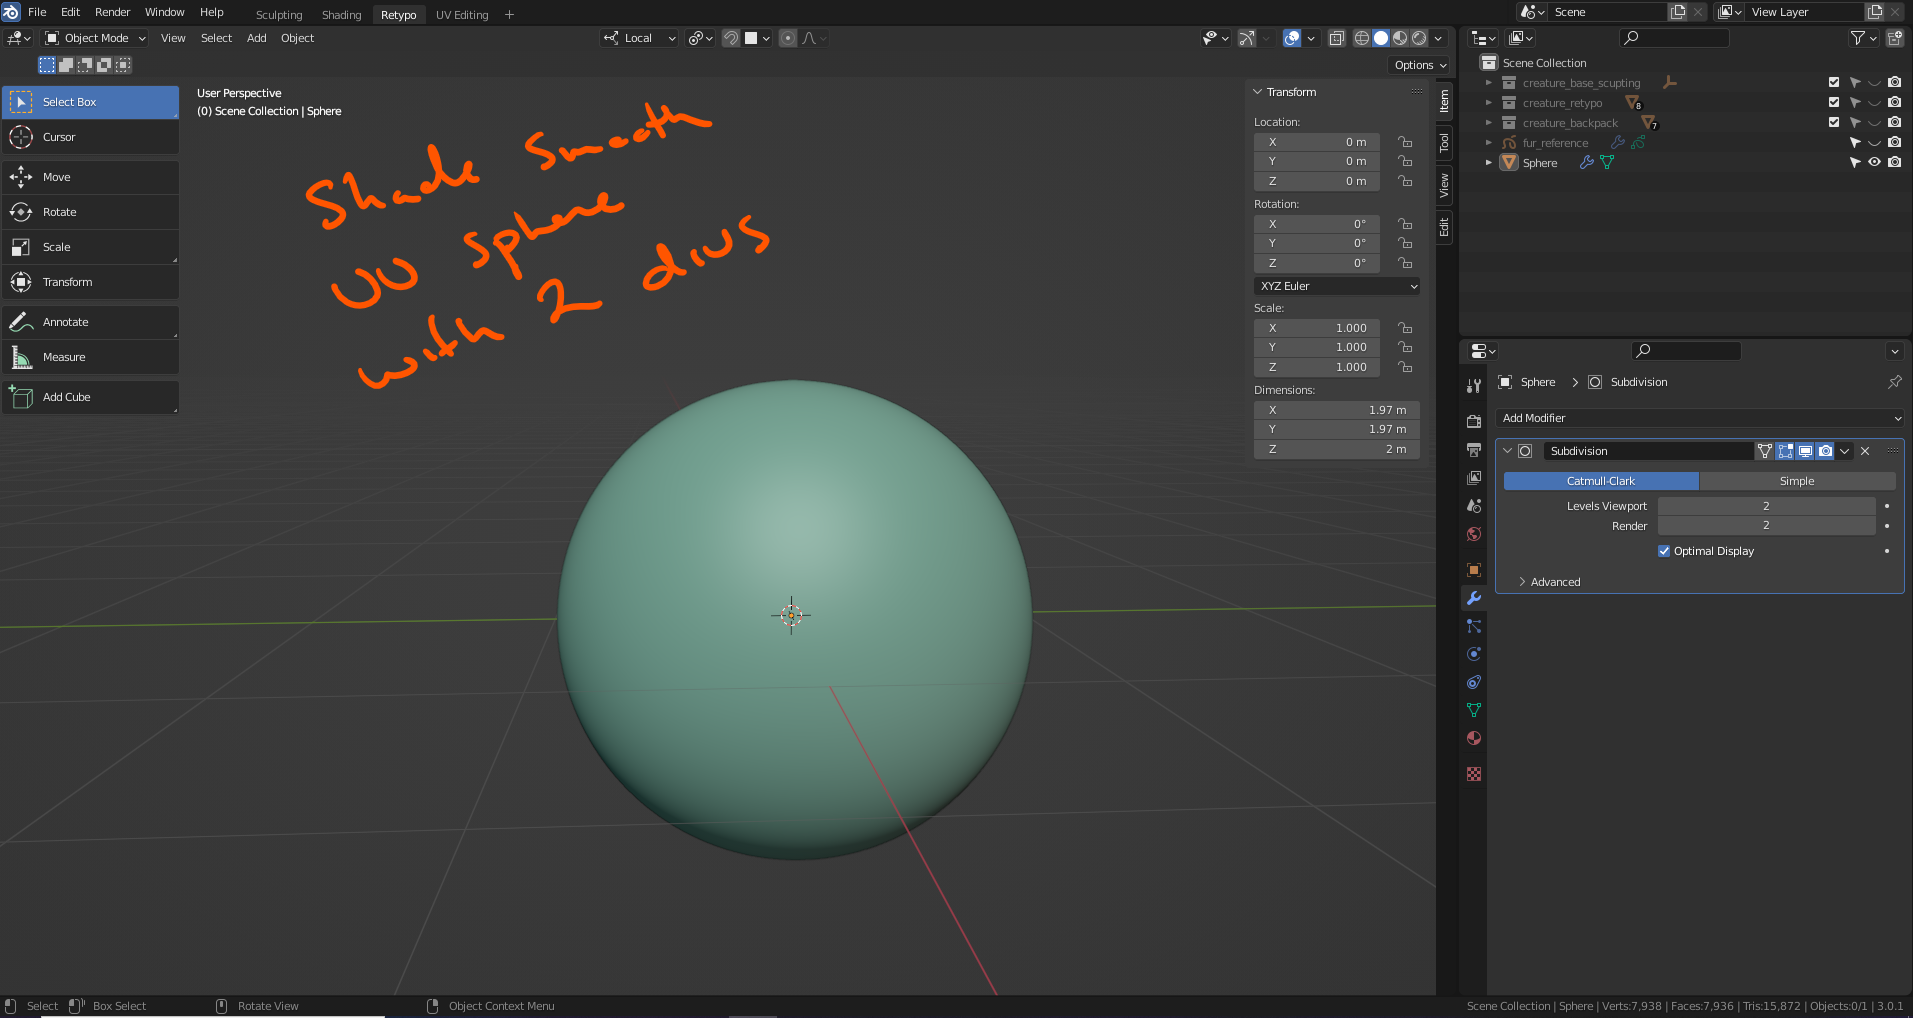 File Edit Render Window Help Sculpting Shading Retypo UV Editing + Scene View Layer
Object Mode View Select Add Object Local
Options
Select Box
Cursor
Move
Rotate
Scale
Transform
Annotate
Measure
Add Cube
User Perspective
(0) Scene Collection | Sphere
Shade Smooth
UV sphere
with 2 divs
Transform
Location:
X 0 m
Y 0 m
Z 0 m
Rotation:
X 0°
Y 0°
Z 0°
XYZ Euler
Scale:
X 1.000
Y 1.000
Z 1.000
Dimensions:
X 1.97 m
Y 1.97 m
Z 2 m
Item
Tool
View
Edit
Scene Collection
creature_base_scupting
creature_retypo 8
creature_backpack 7
fur_reference
Sphere
Sphere > Subdivision
Add Modifier
Subdivision
Catmull-Clark Simple
Levels Viewport 2
Render 2
Optimal Display
Advanced
Select Box Select Rotate View Object Context Menu Scene Collection | Sphere | Verts:7,938 | Faces:7,936 | Tris:15,872 | Objects:0/1 | 3.0.1